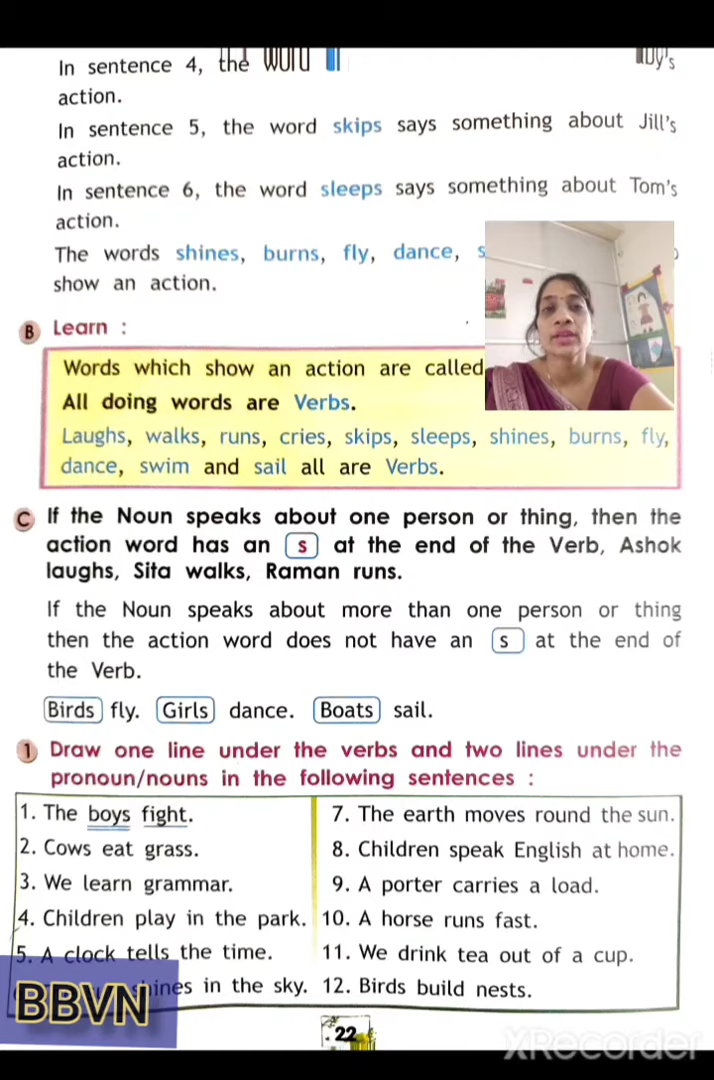 In sentence 4, the word
action.
In sentence 5, the word skips says something about Jill's
action.
In sentence 6, the word sleeps says something about Tom's
action.
The words shines, burns, fly, dance, s
show an action.
B Learn :
Words which show an action are called
All doing words are Verbs.
Laughs, walks, runs, cries, skips, sleeps, shines, burns, fly,
dance, swim and sail all are Verbs.
C If the Noun speaks about one person or thing, then the
action word has an s at the end of the Verb, Ashok
laughs, Sita walks, Raman runs.
If the Noun speaks about more than one person or thing
then the action word does not have an s at the end of
the Verb.
Birds fly. Girls dance. Boats sail.
1 Draw one line under the verbs and two lines under the
pronoun/nouns in the following sentences :
1. The boys fight.
2. Cows eat grass.
3. We learn grammar.
4. Children play in the park.
5. A clock tells the time.
shines in the sky.
7. The earth moves round the sun.
8. Children speak English at home.
9. A porter carries a load.
10. A horse runs fast.
11. We drink tea out of a cup.
12. Birds build nests.
BBVN
22
XRecorder